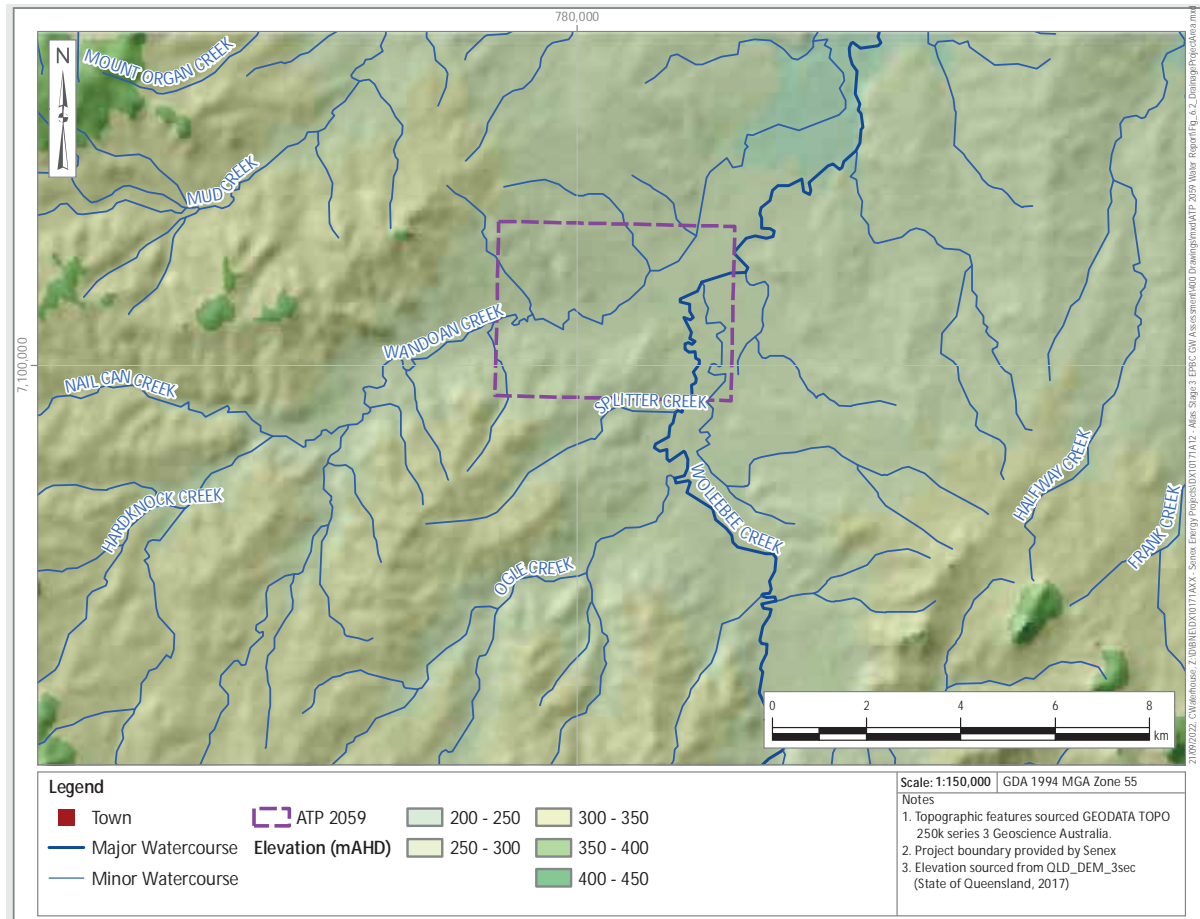 780,000
7,100,000
N
MOUNT ORGAN CREEK
MUD CREEK
WANDOAN CREEK
NAIL CAN CREEK
SPLITTER CREEK
HARDKNOCK CREEK
WOLEEBEE CREEK
HALFWAY CREEK
FRANK CREEK
OGLE CREEK
0 2 4 6 8
km
Legend
Town
Major Watercourse
Minor Watercourse
ATP 2059
Elevation (mAHD)
200 - 250
250 - 300
300 - 350
350 - 400
400 - 450
Scale: 1:150,000 GDA 1994 MGA Zone 55
Notes
1. Topographic features sourced GEODATA TOPO
250k series 3 Geoscience Australia.
2. Project boundary provided by Senex
3. Elevation sourced from QLD_DEM_3sec
(State of Queensland, 2017)